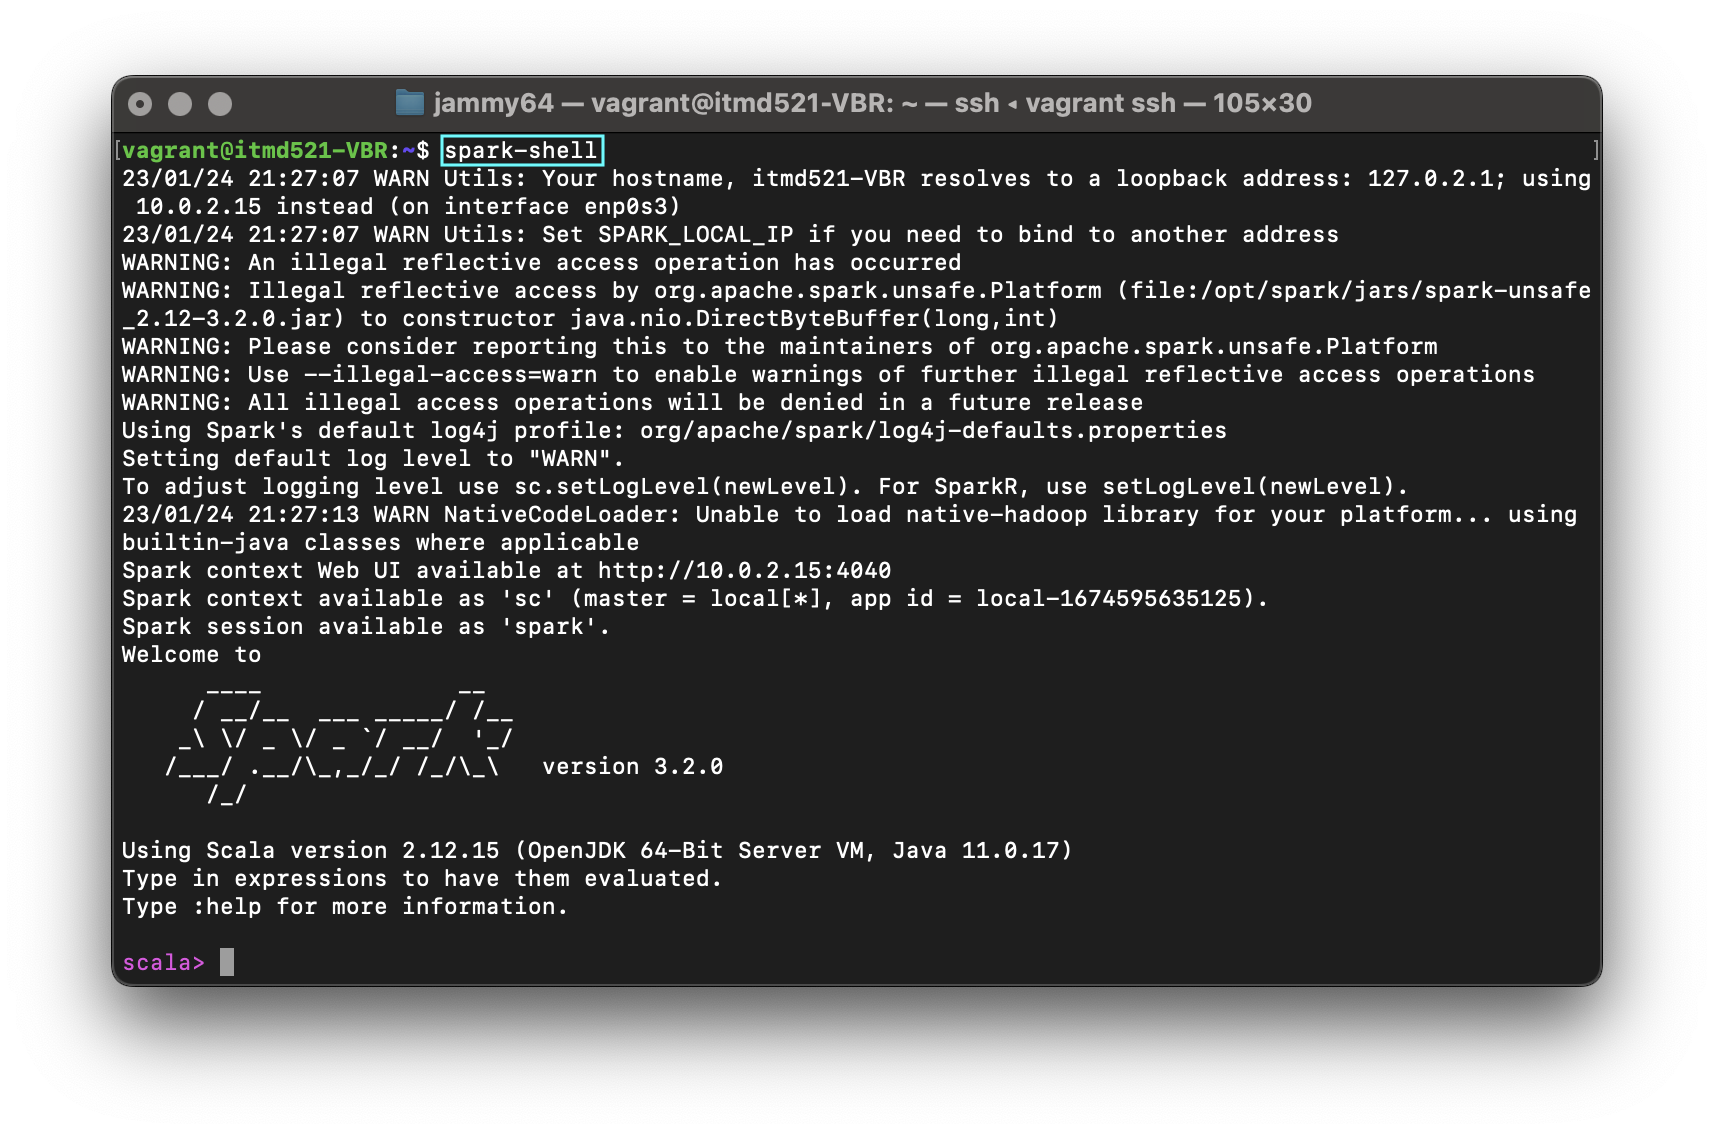 jammy64 — vagrant@itmd521-VBR: ~ — ssh ◂ vagrant ssh — 105×30
[vagrant@itmd521-VBR:~$ spark-shell ]
23/01/24 21:27:07 WARN Utils: Your hostname, itmd521-VBR resolves to a loopback address: 127.0.2.1; using
 10.0.2.15 instead (on interface enp0s3)
23/01/24 21:27:07 WARN Utils: Set SPARK_LOCAL_IP if you need to bind to another address
WARNING: An illegal reflective access operation has occurred
WARNING: Illegal reflective access by org.apache.spark.unsafe.Platform (file:/opt/spark/jars/spark-unsafe
_2.12-3.2.0.jar) to constructor java.nio.DirectByteBuffer(long,int)
WARNING: Please consider reporting this to the maintainers of org.apache.spark.unsafe.Platform
WARNING: Use --illegal-access=warn to enable warnings of further illegal reflective access operations
WARNING: All illegal access operations will be denied in a future release
Using Spark's default log4j profile: org/apache/spark/log4j-defaults.properties
Setting default log level to "WARN".
To adjust logging level use sc.setLogLevel(newLevel). For SparkR, use setLogLevel(newLevel).
23/01/24 21:27:13 WARN NativeCodeLoader: Unable to load native-hadoop library for your platform... using
builtin-java classes where applicable
Spark context Web UI available at http://10.0.2.15:4040
Spark context available as 'sc' (master = local[*], app id = local-1674595635125).
Spark session available as 'spark'.
Welcome to
      ____              __
     / __/__  ___ _____/ /__
    _\ \/ _ \/ _ `/ __/  '_/
   /___/ .__/\_,_/_/ /_/\_\   version 3.2.0
      /_/
Using Scala version 2.12.15 (OpenJDK 64-Bit Server VM, Java 11.0.17)
Type in expressions to have them evaluated.
Type :help for more information.
scala>